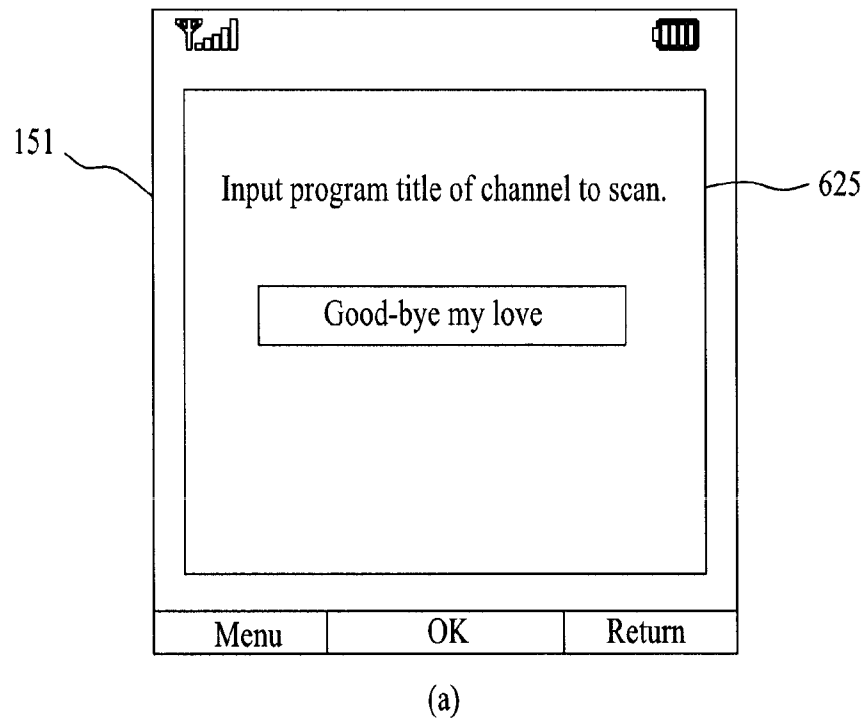 151
Input program title of channel to scan.
625
Good-bye my love
Menu OK Return
(a)